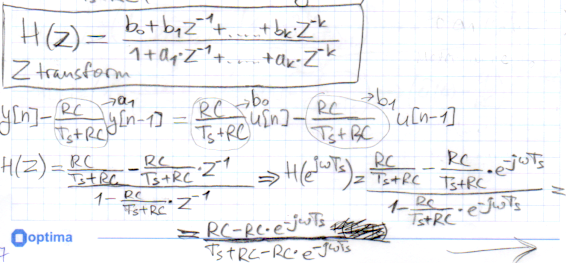 H(z) = (b₀+b₁z⁻¹+.....+bₖz⁻ᵏ)/(1+a₁·z⁻¹+....+aₖ·z⁻ᵏ)
Z transform
→a₁ →b₀ →b₁
y[n]- RC/(Ts+RC) y[n-1] = RC/(Ts+RC) u[n]- RC/(Ts+RC) u[n-1]
H(z)= (RC/(Ts+RC) - RC/(Ts+RC)·z⁻¹)/(1- RC/(Ts+RC)·z⁻¹) ⇒ H(e^jωTs)= (RC/(Ts+RC) - RC/(Ts+RC)·e^-jωTs)/(1- RC/(Ts+RC)·e^-jωTs) =
= (RC-RC·e^-jωTs)/(Ts+RC-RC·e^-jωTs)
optima